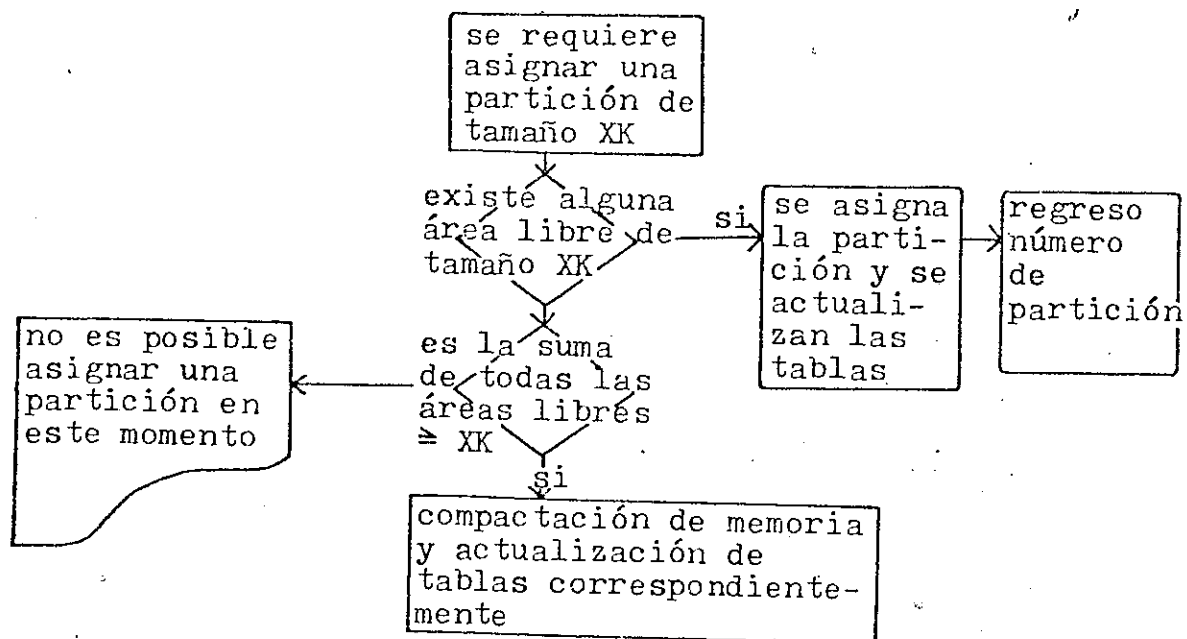 se requiere
asignar una
partición de
tamaño XK
existe alguna
área libre de
tamaño XK
si
se asigna
la parti-
ción y se
actuali-
zan las
tablas
regreso
número
de
partición
es la suma
de todas las
áreas libres
≥ XK
no es posible
asignar una
partición en
este momento
si
compactación de memoria
y actualización de
tablas correspondiente-
mente